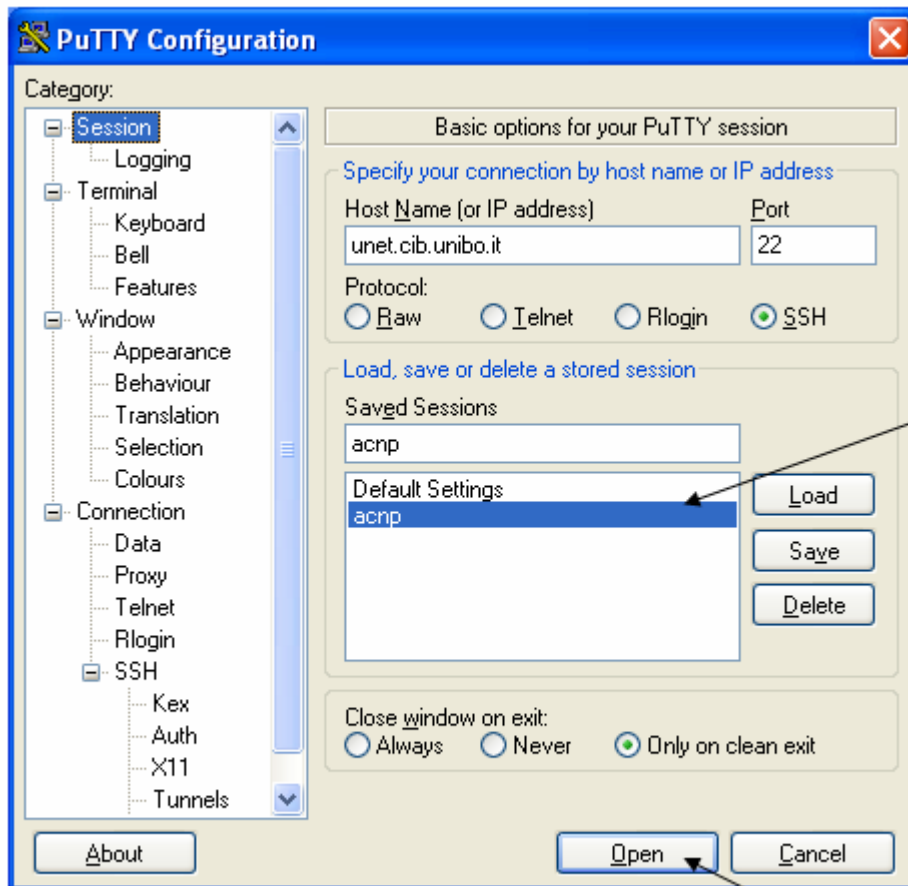 PuTTY Configuration
Category:
Session
Logging
Terminal
Keyboard
Bell
Features
Window
Appearance
Behaviour
Translation
Selection
Colours
Connection
Data
Proxy
Telnet
Rlogin
SSH
Kex
Auth
X11
Tunnels
Basic options for your PuTTY session
Specify your connection by host name or IP address
Host Name (or IP address) Port
unet.cib.unibo.it 22
Protocol:
Raw Telnet Rlogin SSH
Load, save or delete a stored session
Saved Sessions
acnp
Default Settings
acnp
Load
Save
Delete
Close window on exit:
Always Never Only on clean exit
About Open Cancel